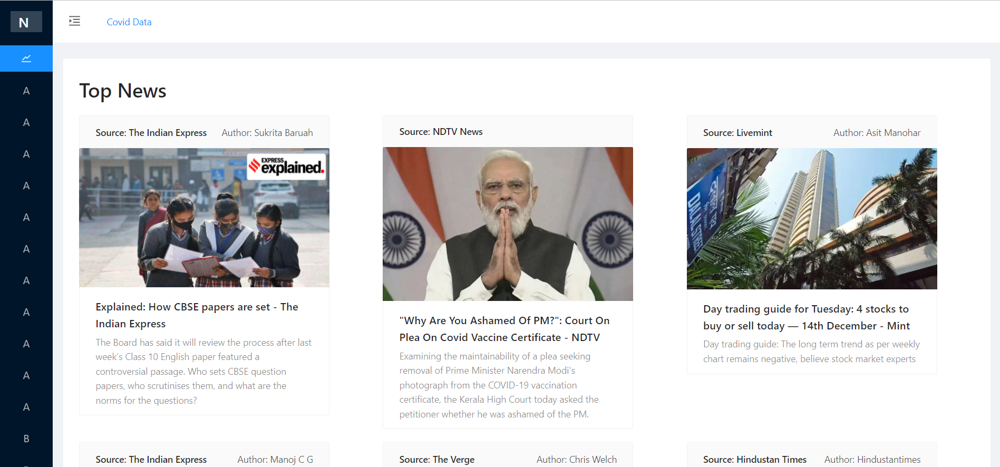 N
Covid Data
A
A
A
A
A
A
A
A
A
A
A
B
Top News
Source: The Indian Express Author: Sukrita Baruah
EXPRESS
explained.
Explained: How CBSE papers are set - The
Indian Express
The Board has said it will review the process after last
week’s Class 10 English paper featured a
controversial passage. Who sets CBSE question
papers, who scrutinises them, and what are the
norms for the questions?
Source: NDTV News
"Why Are You Ashamed Of PM?": Court On
Plea On Covid Vaccine Certificate - NDTV
Examining the maintainability of a plea seeking
removal of Prime Minister Narendra Modi's
photograph from the COVID-19 vaccination
certificate, the Kerala High Court today asked the
petitioner whether he was ashamed of the PM.
Source: Livemint Author: Asit Manohar
Day trading guide for Tuesday: 4 stocks to
buy or sell today — 14th December - Mint
Day trading guide: The long term trend as per weekly
chart remains negative, believe stock market experts
Source: The Indian Express Author: Manoj C G
Source: The Verge Author: Chris Welch
Source: Hindustan Times Author: Hindustantimes